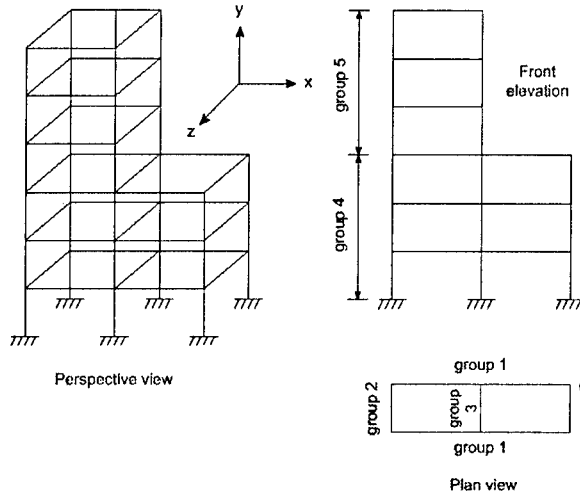 y
x
z
Perspective view
group 5
group 4
Front
elevation
group 1
group 2
group
3
group 1
Plan view